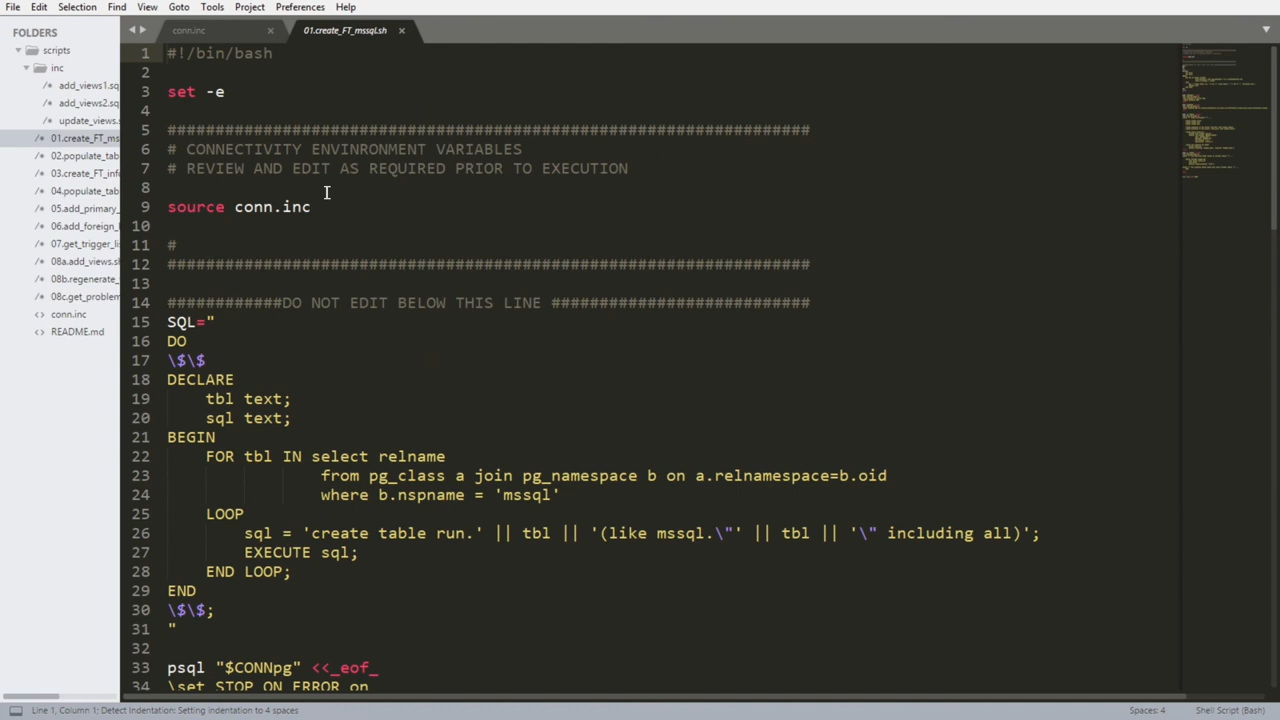 File Edit Selection Find View Goto Tools Project Preferences Help
FOLDERS
scripts
inc
add_views1.sq
add_views2.sq
update_views.s
01.create_FT_ms
02.populate_tab
03.create_FT_info
04.populate_tab
05.add_primary_
06.add_foreign_k
07.get_trigger_li
08a.add_views.sh
08b.regenerate_
08c.get_problem
conn.inc
README.md
conn.inc × 01.create_FT_mssql.sh ×
1 #!/bin/bash
2
3 set -e
4
5 ###################################################################
6 # CONNECTIVITY ENVINRONMENT VARIABLES
7 # REVIEW AND EDIT AS REQUIRED PRIOR TO EXECUTION
8
9 source conn.inc
10
11 #
12 ###################################################################
13
14 ############DO NOT EDIT BELOW THIS LINE ###########################
15 SQL="
16 DO
17 \$\$
18 DECLARE
19 tbl text;
20 sql text;
21 BEGIN
22 FOR tbl IN select relname
23 from pg_class a join pg_namespace b on a.relnamespace=b.oid
24 where b.nspname = 'mssql'
25 LOOP
26 sql = 'create table run.' || tbl || '(like mssql.\"' || tbl || '\" including all)';
27 EXECUTE sql;
28 END LOOP;
29 END
30 \$\$;
31 "
32
33 psql "$CONNpg" <<_eof_
34 \set STOP_ON_ERROR on
Line 1, Column 1; Detect Indentation: Setting indentation to 4 spaces
Spaces: 4
Shell Script (Bash)